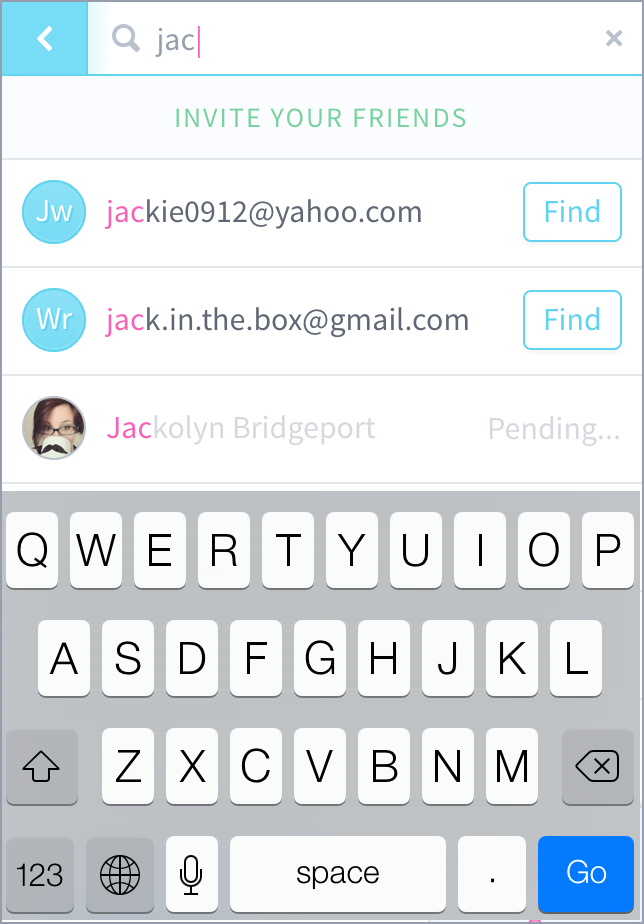 jac
INVITE YOUR FRIENDS
Jw jackie0912@yahoo.com Find
Wr jack.in.the.box@gmail.com Find
Jackolyn Bridgeport Pending...
Q W E R T Y U I O P
A S D F G H J K L
Z X C V B N M
123 space . Go